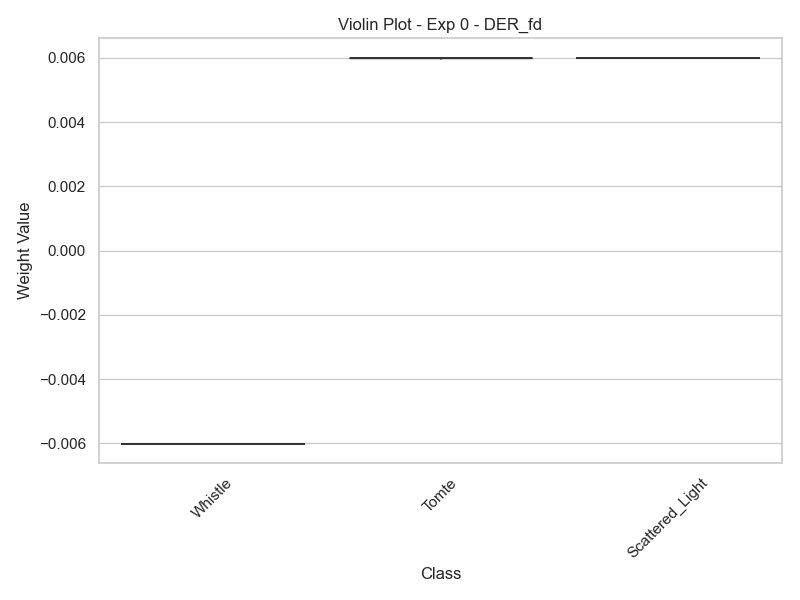 Violin Plot - Exp 0 - DER_fd
Weight Value
0.006
0.004
0.002
0.000
−0.002
−0.004
−0.006
Whistle
Tomte
Scattered_Light
Class